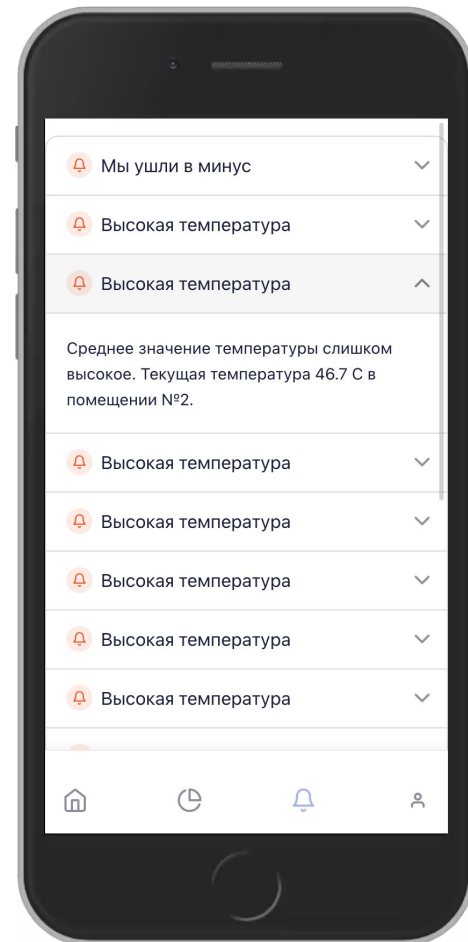 Мы ушли в минус
Высокая температура
Высокая температура
Среднее значение температуры слишком
высокое. Текущая температура 46.7 C в
помещении №2.
Высокая температура
Высокая температура
Высокая температура
Высокая температура
Высокая температура